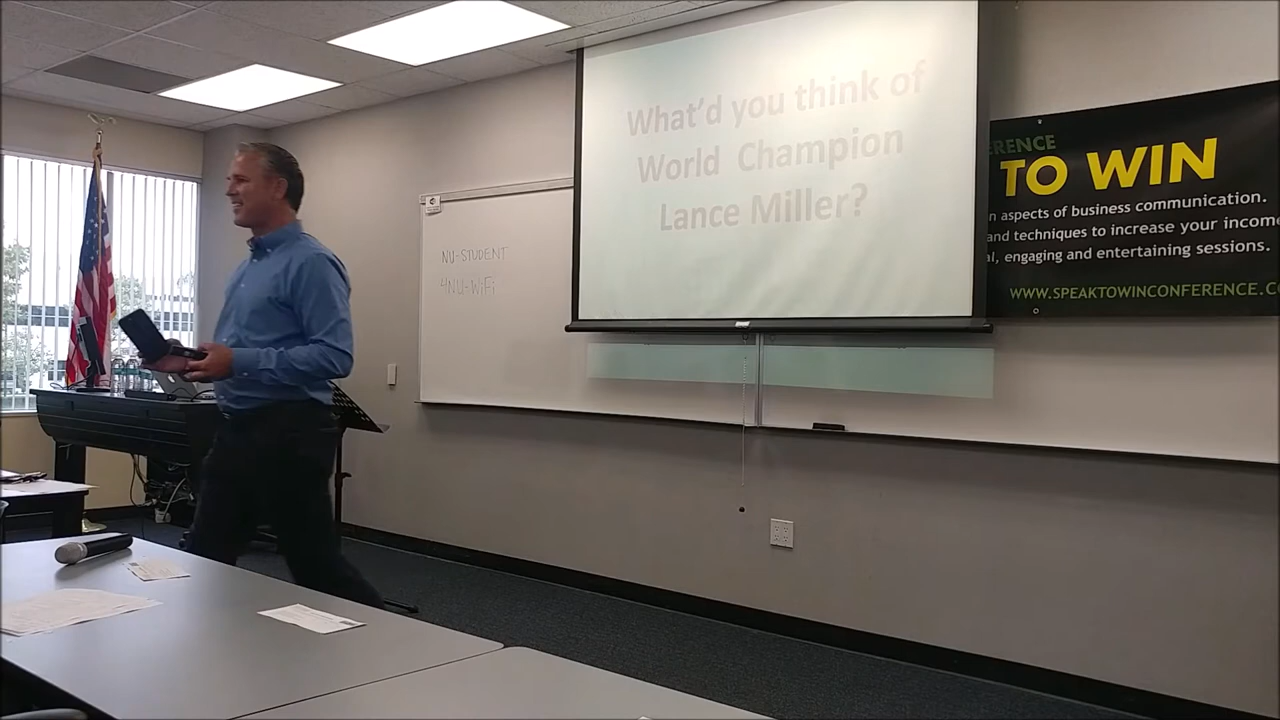 What'd you think of
World Champion
Lance Miller?
NU-STUDENT
4NU-WiFi
ERENCE
TO WIN
n aspects of business communication.
and techniques to increase your income
al, engaging and entertaining sessions.
WWW.SPEAKTOWINCONFERENCE.CO